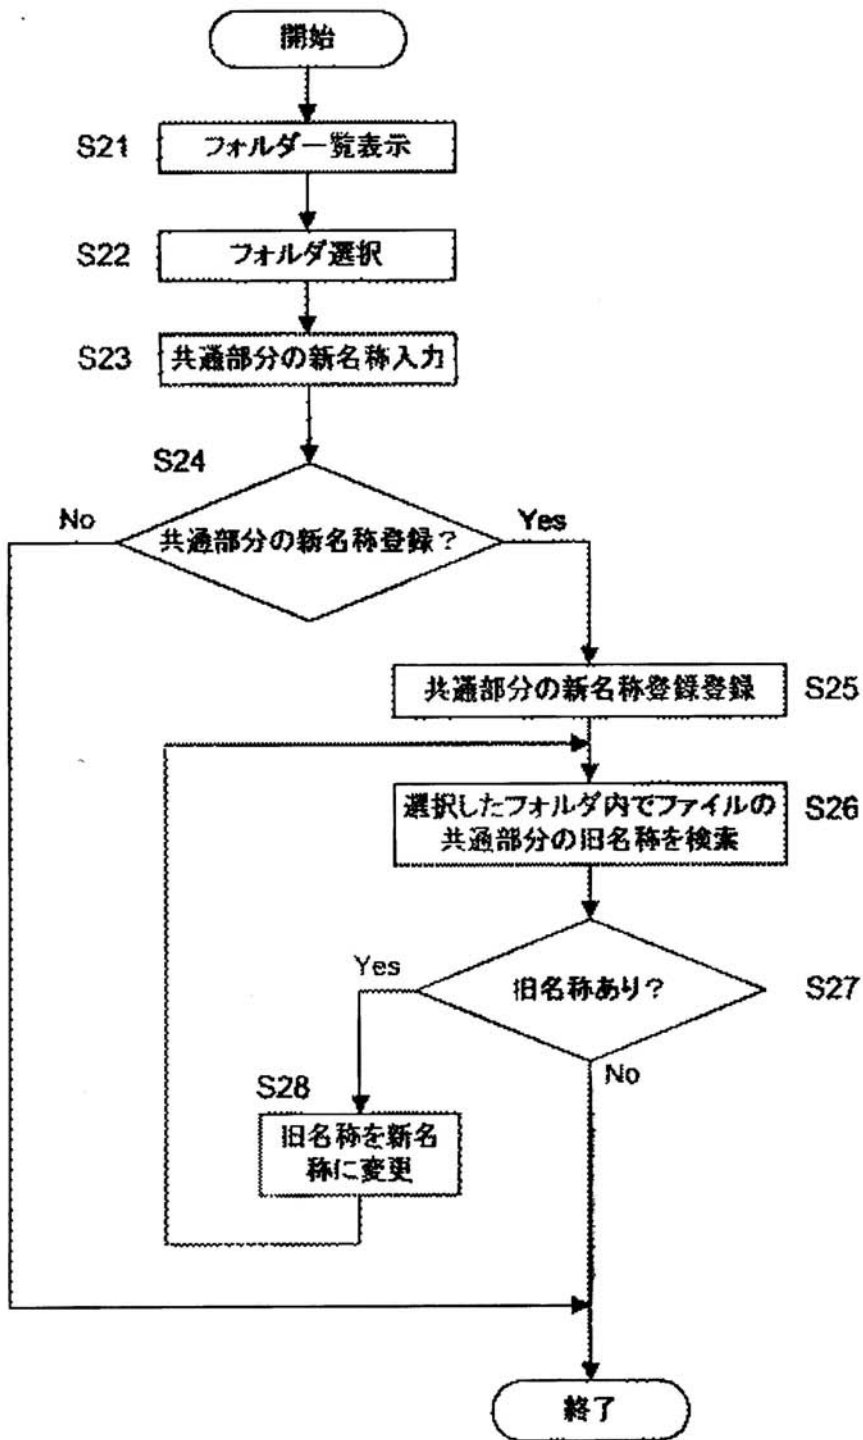 開始
S21
フォルダ一覧表示
S22
フォルダ選択
S23
共通部分の新名称入力
S24
No
共通部分の新名称登録？
Yes
共通部分の新名称登録登録
S25
選択したフォルダ内でファイルの
共通部分の旧名称を検索
S26
Yes
旧名称あり？
S27
No
S28
旧名称を新名
称に変更
終了